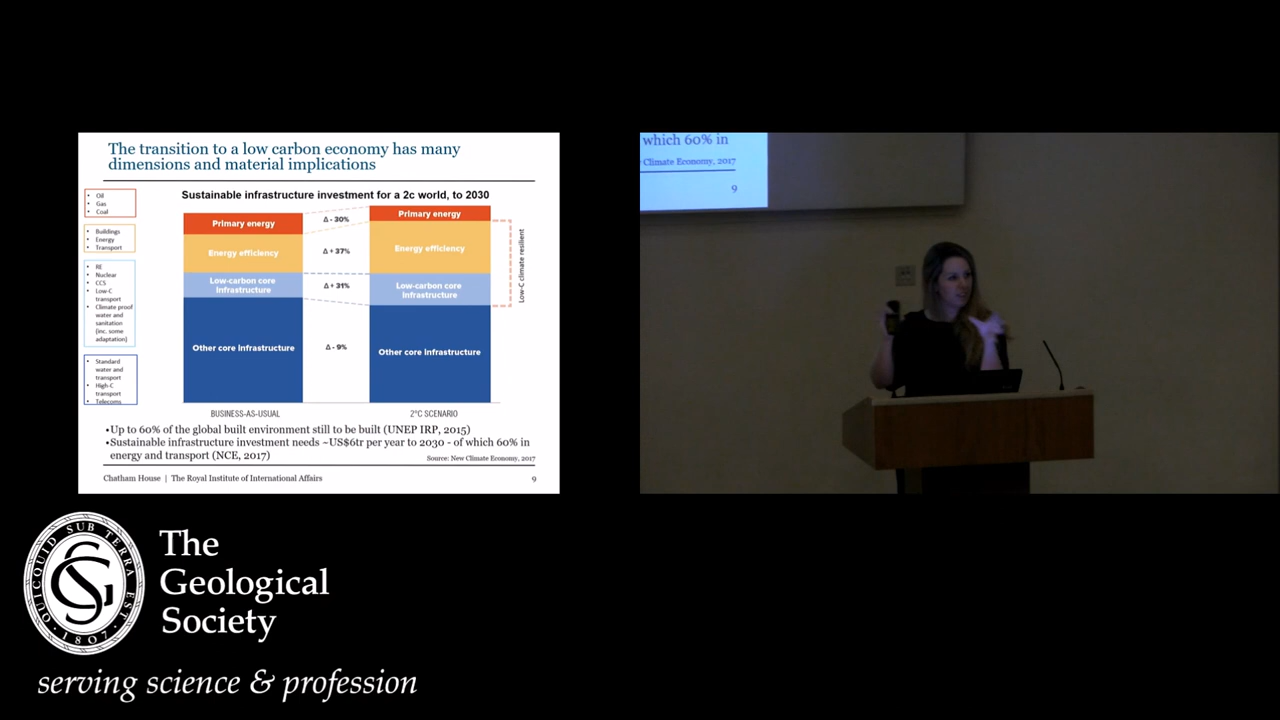 The transition to a low carbon economy has many
dimensions and material implications
Sustainable infrastructure investment for a 2c world, to 2030
• Oil
• Gas
• Coal
• Buildings
• Energy
• Transport
• RE
• Nuclear
• CCS
• Low-C
transport
• Climate proof
water and
sanitation
(inc. some
adaptation)
• Standard
water and
transport
• High-C
transport
• Telecoms
Primary energy
Energy efficiency
Low-carbon core
infrastructure
Other core infrastructure
Δ - 30%
Δ + 37%
Δ + 31%
Δ - 9%
Primary energy
Energy efficiency
Low-carbon core
infrastructure
Other core infrastructure
Low-C climate resilient
BUSINESS-AS-USUAL
2°C SCENARIO
•Up to 60% of the global built environment still to be built (UNEP IRP, 2015)
•Sustainable infrastructure investment needs ~US$6tr per year to 2030 - of which 60% in
energy and transport (NCE, 2017)
Source: New Climate Economy, 2017
Chatham House | The Royal Institute of International Affairs
9
which 60% in
Climate Economy, 2017
9
QUICQUID SUB TERRA EST
· 1807 ·
GS
The
Geological
Society
serving science & profession